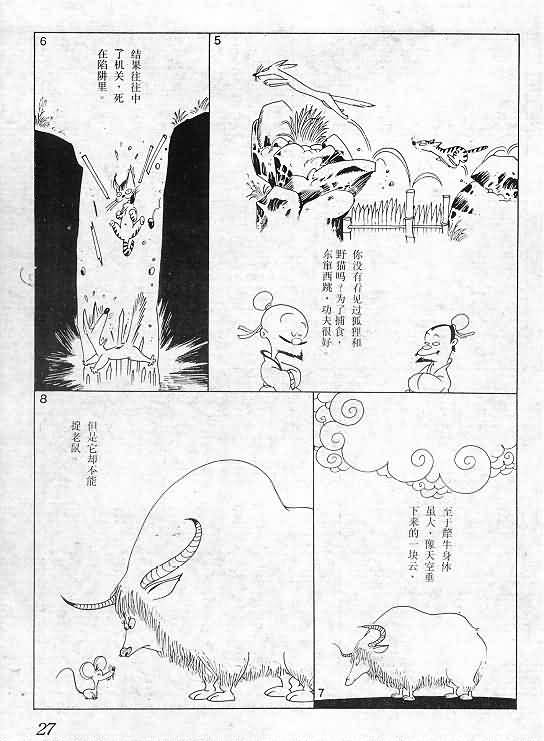 5
你没有看见过狐狸和
野猫吗？为了捕食，
东窜西跳，功夫很好
6
结果往往中
了机关，死
在陷阱里。
7
至于牦牛身体
虽大，像天空垂
下来的一块云，
8
但是它却不能
捉老鼠
27